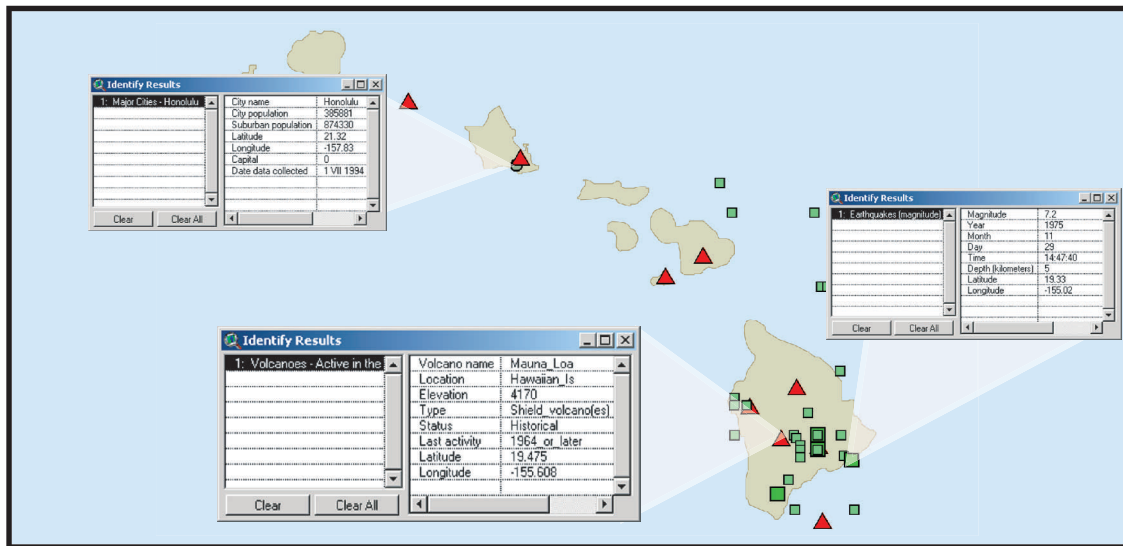 Identify Results
1: Major Cities - Honolulu
City name Honolulu
City population 385881
Suburban population 874330
Latitude 21.32
Longitude -157.83
Capital 0
Date data collected 1 VII 1994
Clear Clear All
Identify Results
1: Earthquakes (magnitude)
Magnitude 7.2
Year 1975
Month 11
Day 29
Time 14:47:40
Depth (kilometers) 5
Latitude 19.33
Longitude -155.02
Clear Clear All
Identify Results
1: Volcanoes - Active in the
Volcano name Mauna_Loa
Location Hawaiian_Is
Elevation 4170
Type Shield_volcano(es)
Status Historical
Last activity 1964_or_later
Latitude 19.475
Longitude -155.608
Clear Clear All